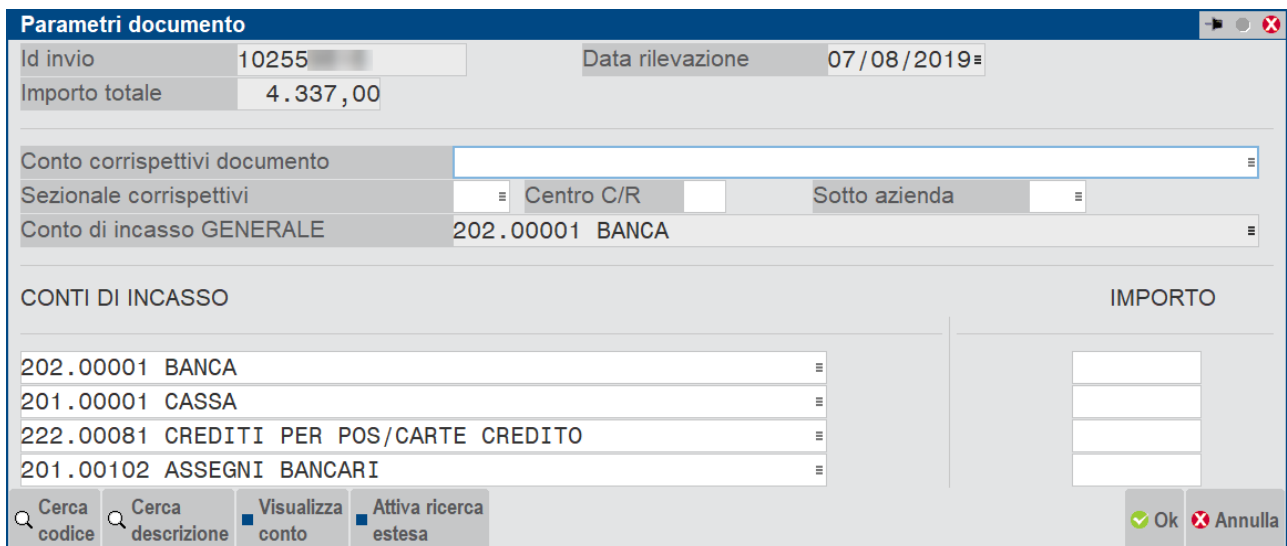 Parametri documento
Id invio 10255 Data rilevazione 07/08/2019
Importo totale 4.337,00
Conto corrispettivi documento
Sezionale corrispettivi Centro C/R Sotto azienda
Conto di incasso GENERALE 202.00001 BANCA
CONTI DI INCASSO IMPORTO
202.00001 BANCA
201.00001 CASSA
222.00081 CREDITI PER POS/CARTE CREDITO
201.00102 ASSEGNI BANCARI
Cerca codice Cerca descrizione Visualizza conto Attiva ricerca estesa Ok Annulla